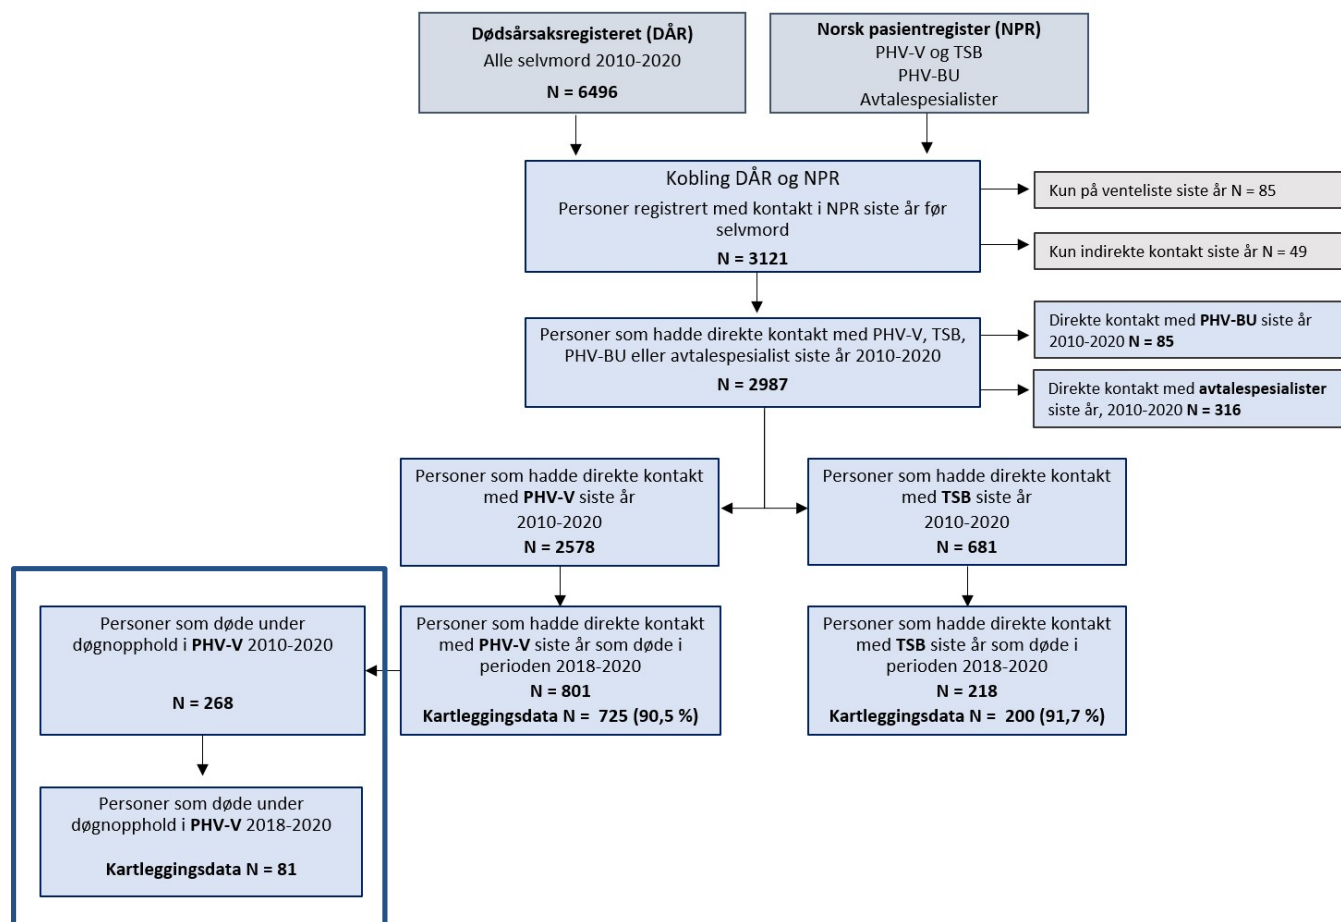 Dødsårsaksregisteret (DÅR)
Alle selvmord 2010-2020
N = 6496
Norsk pasientregister (NPR)
PHV-V og TSB
PHV-BU
Avtalespesialister
Kobling DÅR og NPR
Personer registrert med kontakt i NPR siste år før
selvmord
N = 3121
Kun på venteliste siste år N = 85
Kun indirekte kontakt siste år N = 49
Personer som hadde direkte kontakt med PHV-V, TSB,
PHV-BU eller avtalespesialist siste år 2010-2020
N = 2987
Direkte kontakt med PHV-BU siste år
2010-2020 N = 85
Direkte kontakt med avtalespesialister
siste år, 2010-2020 N = 316
Personer som hadde direkte kontakt
med PHV-V siste år
2010-2020
N = 2578
Personer som hadde direkte kontakt
med TSB siste år
2010-2020
N = 681
Personer som døde under
døgnopphold i PHV-V 2010-2020
N = 268
Personer som hadde direkte kontakt
med PHV-V siste år som døde i
perioden 2018-2020
N = 801
Kartleggingsdata N = 725 (90,5 %)
Personer som hadde direkte kontakt
med TSB siste år som døde i
perioden 2018-2020
N = 218
Kartleggingsdata N = 200 (91,7 %)
Personer som døde under
døgnopphold i PHV-V 2018-2020
Kartleggingsdata N = 81